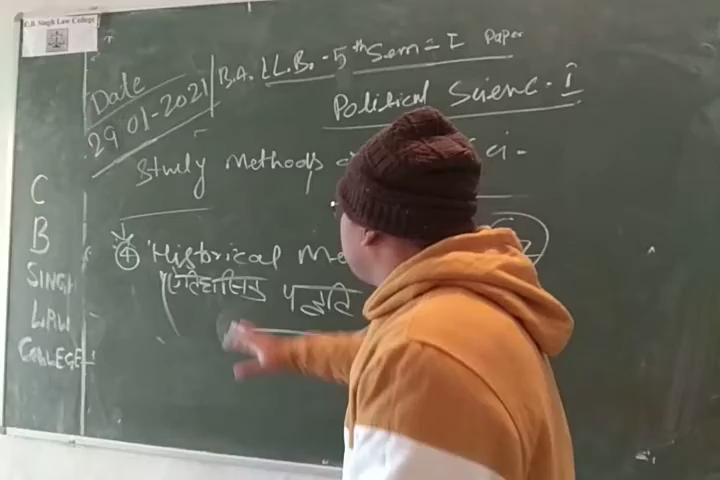 C.B. Singh Law College
Date
29-01-2021
B.A. LL.B. - 5th Sem = I Paper
Political Scienc - I
Study Methods
④ Historical Me
ऐतिहासिक पद्धति
C
B
SINGH
LAW
COLLEGE